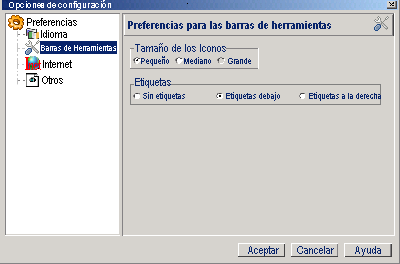 Opciones de configuración
Preferencias
Idioma
Barras de Herramientas
Internet
Otros
Preferencias para las barras de herramientas
Tamaño de los Iconos
Pequeño Mediano Grande
Etiquetas
Sin etiquetas Etiquetas debajo Etiquetas a la derecha
Aceptar Cancelar Ayuda